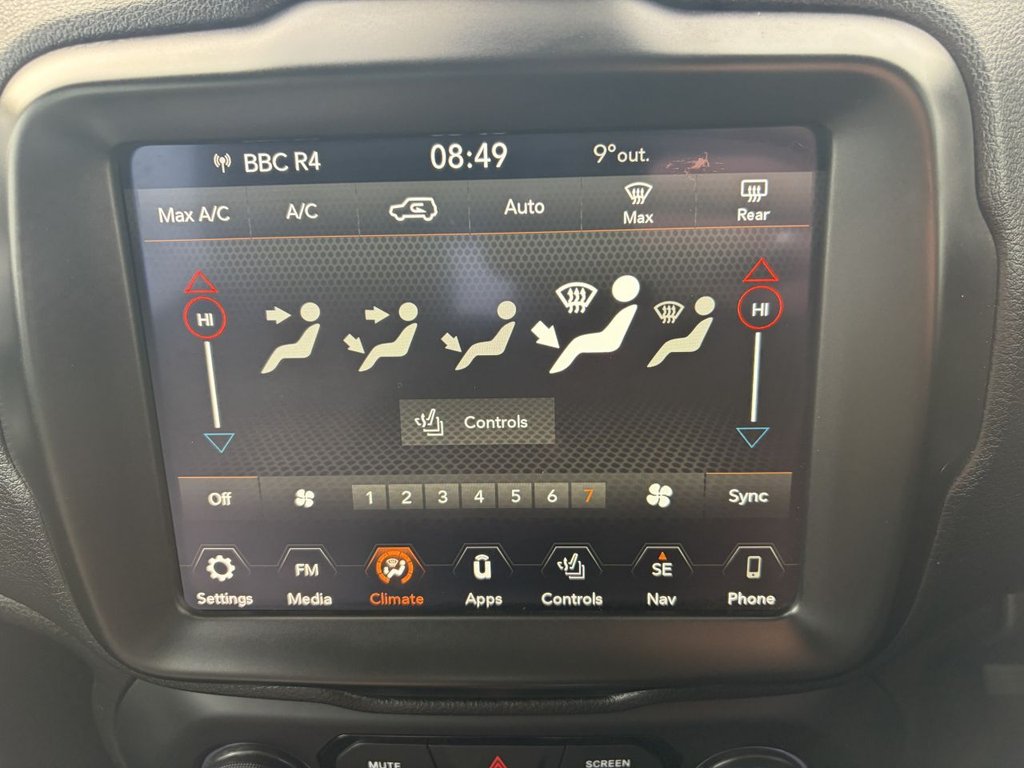 BBC R4 08:49 9°out.
Max A/C A/C Auto Max Rear
HI HI
Controls
Off 1 2 3 4 5 6 7 Sync
FM SE
Settings Media Climate Apps Controls Nav Phone
MUTE SCREEN